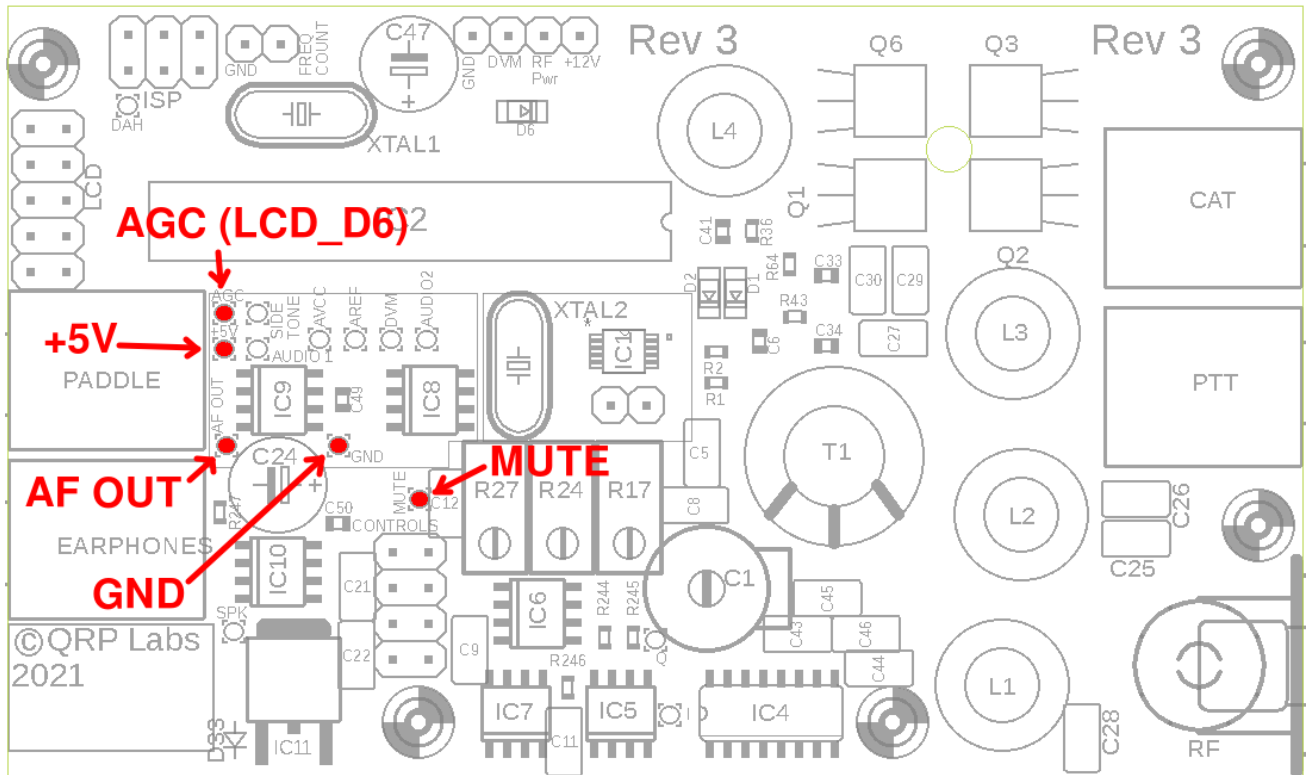 C47
Rev 3
Rev 3
Q6
Q3
GND
FREQ
COUNT
GND
DVM
RF
Pwr
+12V
ISP
DAH
D6
XTAL1
L4
LCD
CAT
AGC (LCD_D6)
Q1
C41
R36
Q2
R64
C33
C30
C29
D2
D1
AGC
SIDE
TONE
AVCC
AREF
DVM
AUDIO2
XTAL2
*
R43
L3
+5V
+5V
AUDIO 1
C34
C27
C6
R2
R1
PADDLE
PTT
IC9
C49
IC8
AF OUT
C24
+
GND
MUTE
C5
T1
AF OUT
MUTE
C12
R27
R24
R17
C8
R247
C50
CONTROLS
L2
C26
C25
EARPHONES
IC10
C21
GND
C1
SPK
IC6
R244
R245
C45
C43
C46
C44
© QRP Labs
2021
C22
C9
Q
R246
L1
IC7
IC5
I
IC4
C11
C28
RF
IC11